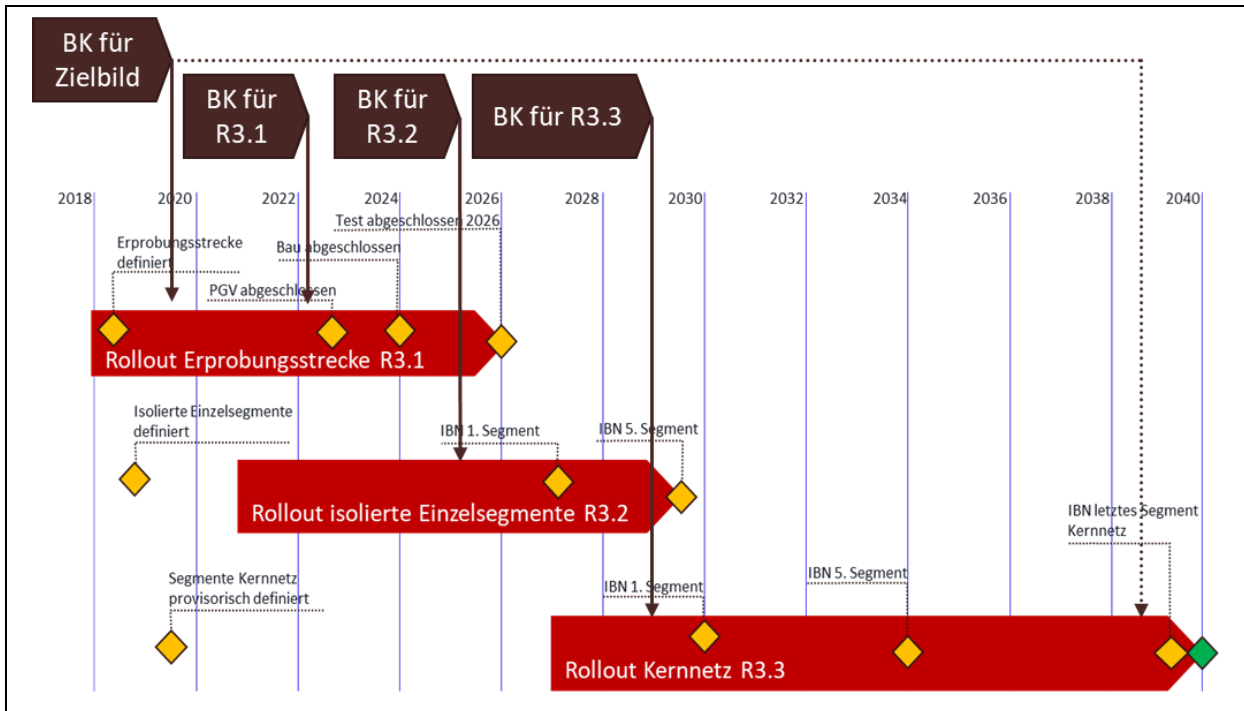 BK für
Zielbild
BK für
R3.1
BK für
R3.2
BK für R3.3
2018
2020
2022
2024
2026
2028
2030
2032
2034
2036
2038
2040
Test abgeschlossen 2026
Erprobungsstrecke
definiert
Bau abgeschlossen
PGV abgeschlossen
Rollout Erprobungsstrecke R3.1
Isolierte Einzelsegmente
definiert
IBN 1. Segment
IBN 5. Segment
Rollout isolierte Einzelsegmente R3.2
IBN letztes Segment
Kernnetz
Segmente Kernnetz
provisorisch definiert
IBN 1. Segment
IBN 5. Segment
Rollout Kernnetz R3.3